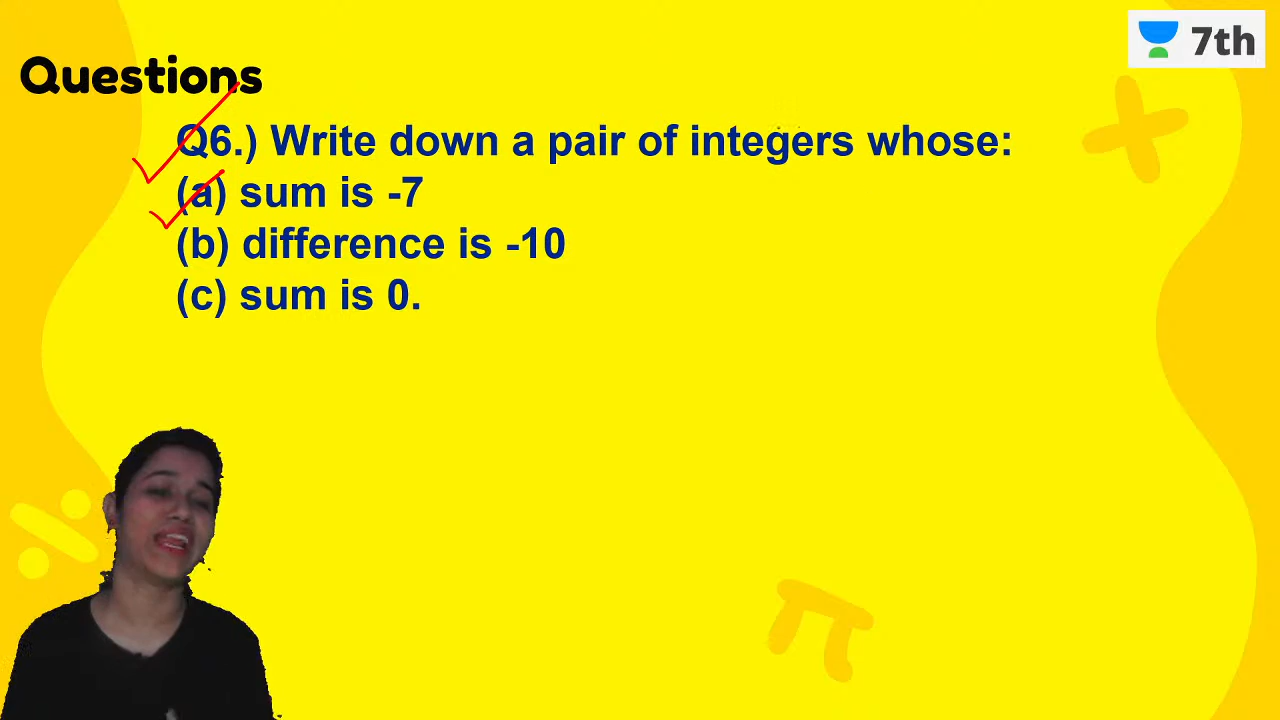 7th
Questions
Q6.) Write down a pair of integers whose:
(a) sum is -7
(b) difference is -10
(c) sum is 0.